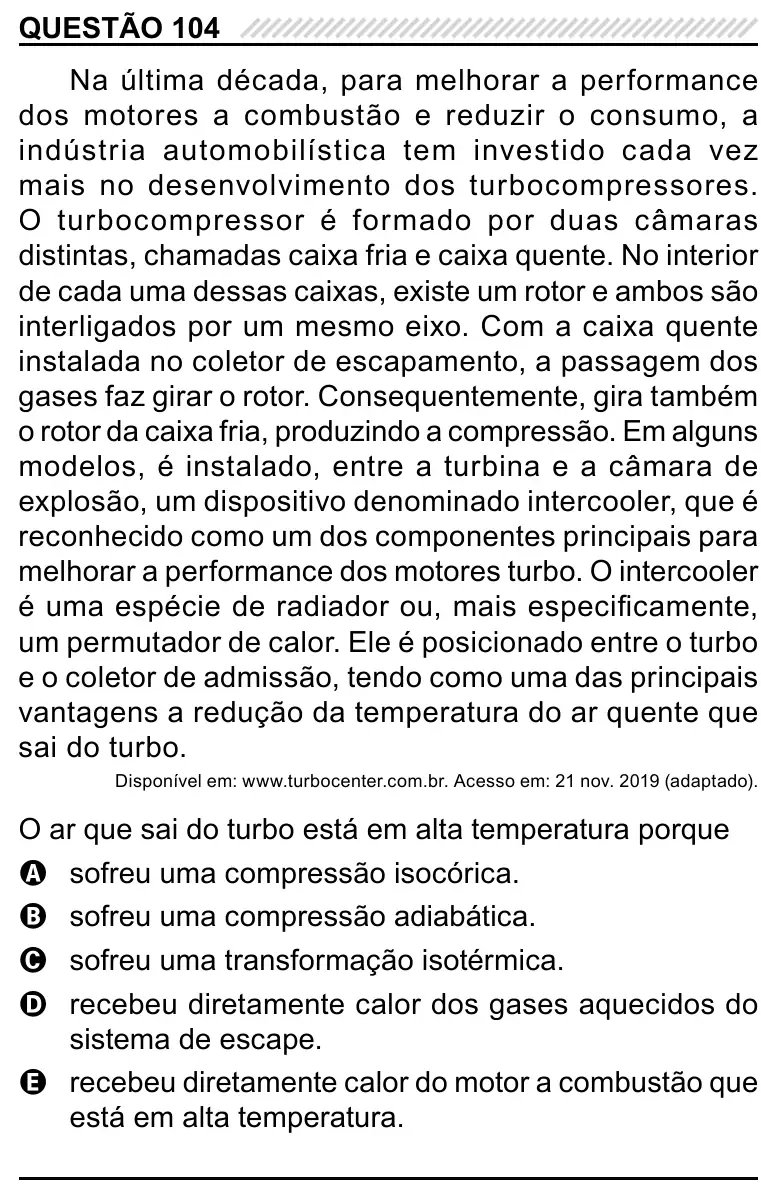 QUESTÃO 104
Na última década, para melhorar a performance
dos motores a combustão e reduzir o consumo, a
indústria automobilística tem investido cada vez
mais no desenvolvimento dos turbocompressores.
O turbocompressor é formado por duas câmaras
distintas, chamadas caixa fria e caixa quente. No interior
de cada uma dessas caixas, existe um rotor e ambos são
interligados por um mesmo eixo. Com a caixa quente
instalada no coletor de escapamento, a passagem dos
gases faz girar o rotor. Consequentemente, gira também
o rotor da caixa fria, produzindo a compressão. Em alguns
modelos, é instalado, entre a turbina e a câmara de
explosão, um dispositivo denominado intercooler, que é
reconhecido como um dos componentes principais para
melhorar a performance dos motores turbo. O intercooler
é uma espécie de radiador ou, mais especificamente,
um permutador de calor. Ele é posicionado entre o turbo
e o coletor de admissão, tendo como uma das principais
vantagens a redução da temperatura do ar quente que
sai do turbo.
Disponível em: www.turbocenter.com.br. Acesso em: 21 nov. 2019 (adaptado).
O ar que sai do turbo está em alta temperatura porque
A sofreu uma compressão isocórica.
B sofreu uma compressão adiabática.
C sofreu uma transformação isotérmica.
D recebeu diretamente calor dos gases aquecidos do
sistema de escape.
E recebeu diretamente calor do motor a combustão que
está em alta temperatura.